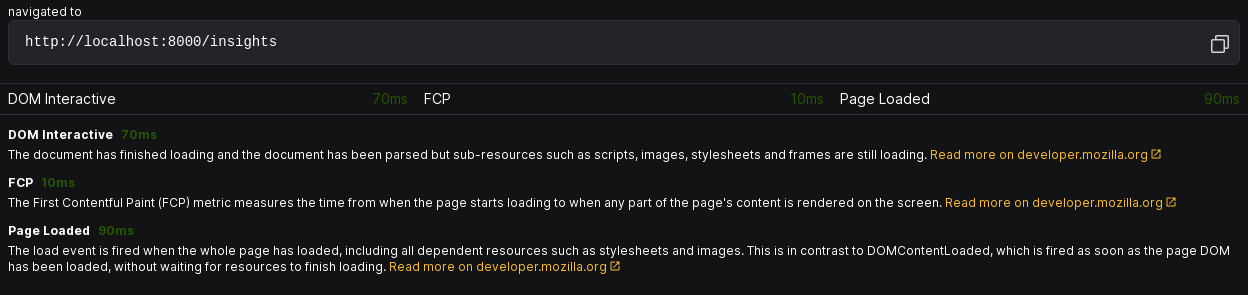 navigated to
http://localhost:8000/insights
DOM Interactive 70ms FCP 10ms Page Loaded 90ms
DOM Interactive 70ms
The document has finished loading and the document has been parsed but sub-resources such as scripts, images, stylesheets and frames are still loading. Read more on developer.mozilla.org
FCP 10ms
The First Contentful Paint (FCP) metric measures the time from when the page starts loading to when any part of the page's content is rendered on the screen. Read more on developer.mozilla.org
Page Loaded 90ms
The load event is fired when the whole page has loaded, including all dependent resources such as stylesheets and images. This is in contrast to DOMContentLoaded, which is fired as soon as the page DOM
has been loaded, without waiting for resources to finish loading. Read more on developer.mozilla.org